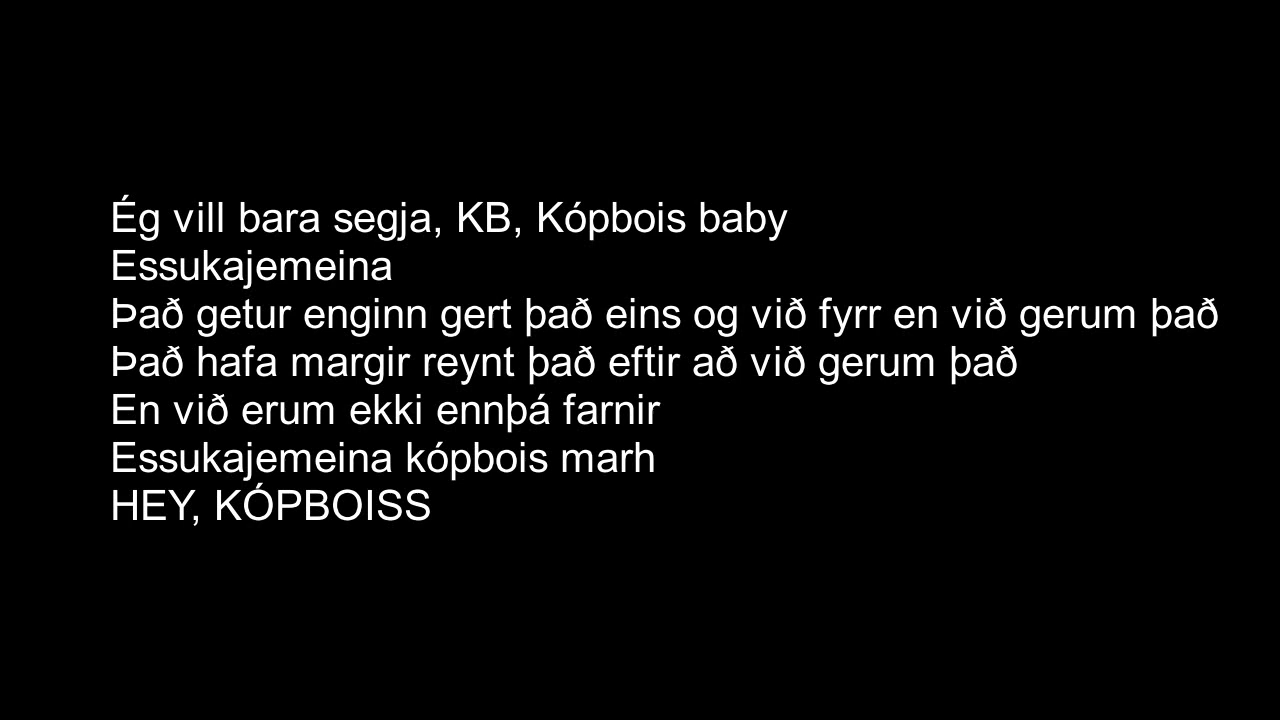 Ég vill bara segja, KB, Kópbois baby
Essukajemeina
Það getur enginn gert það eins og við fyrr en við gerum það
Það hafa margir reynt það eftir að við gerum það
En við erum ekki ennþá farnir
Essukajemeina kópbois marh
HEY, KÓPBOISS